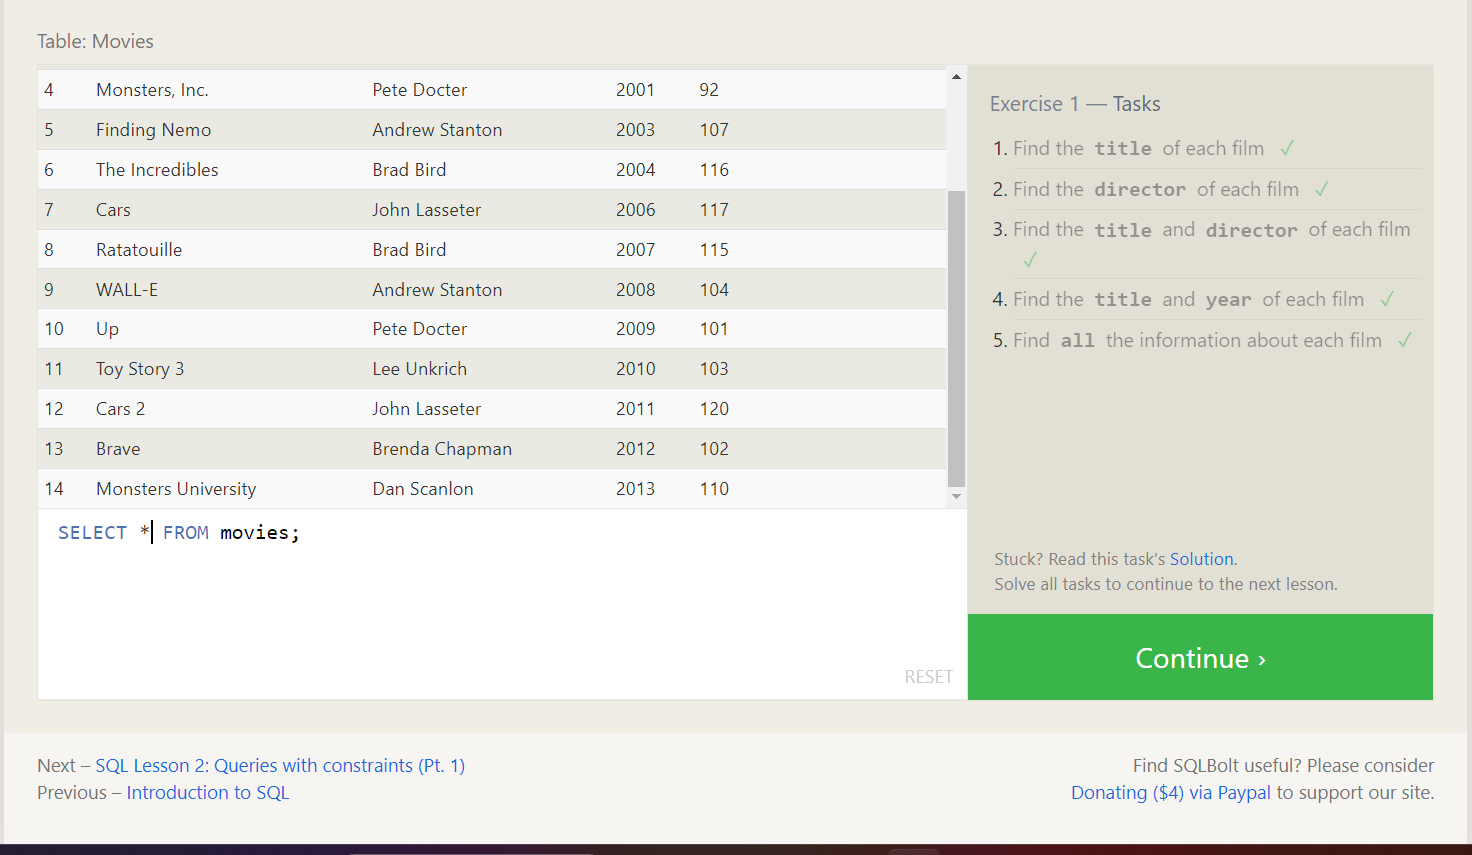 Table: Movies
4 Monsters, Inc. Pete Docter 2001 92
5 Finding Nemo Andrew Stanton 2003 107
6 The Incredibles Brad Bird 2004 116
7 Cars John Lasseter 2006 117
8 Ratatouille Brad Bird 2007 115
9 WALL-E Andrew Stanton 2008 104
10 Up Pete Docter 2009 101
11 Toy Story 3 Lee Unkrich 2010 103
12 Cars 2 John Lasseter 2011 120
13 Brave Brenda Chapman 2012 102
14 Monsters University Dan Scanlon 2013 110
SELECT * FROM movies;
RESET
Exercise 1 — Tasks
1. Find the title of each film ✓
2. Find the director of each film ✓
3. Find the title and director of each film
✓
4. Find the title and year of each film ✓
5. Find all the information about each film ✓
Stuck? Read this task's Solution.
Solve all tasks to continue to the next lesson.
Continue ›
Next – SQL Lesson 2: Queries with constraints (Pt. 1)
Previous – Introduction to SQL
Find SQLBolt useful? Please consider
Donating ($4) via Paypal to support our site.